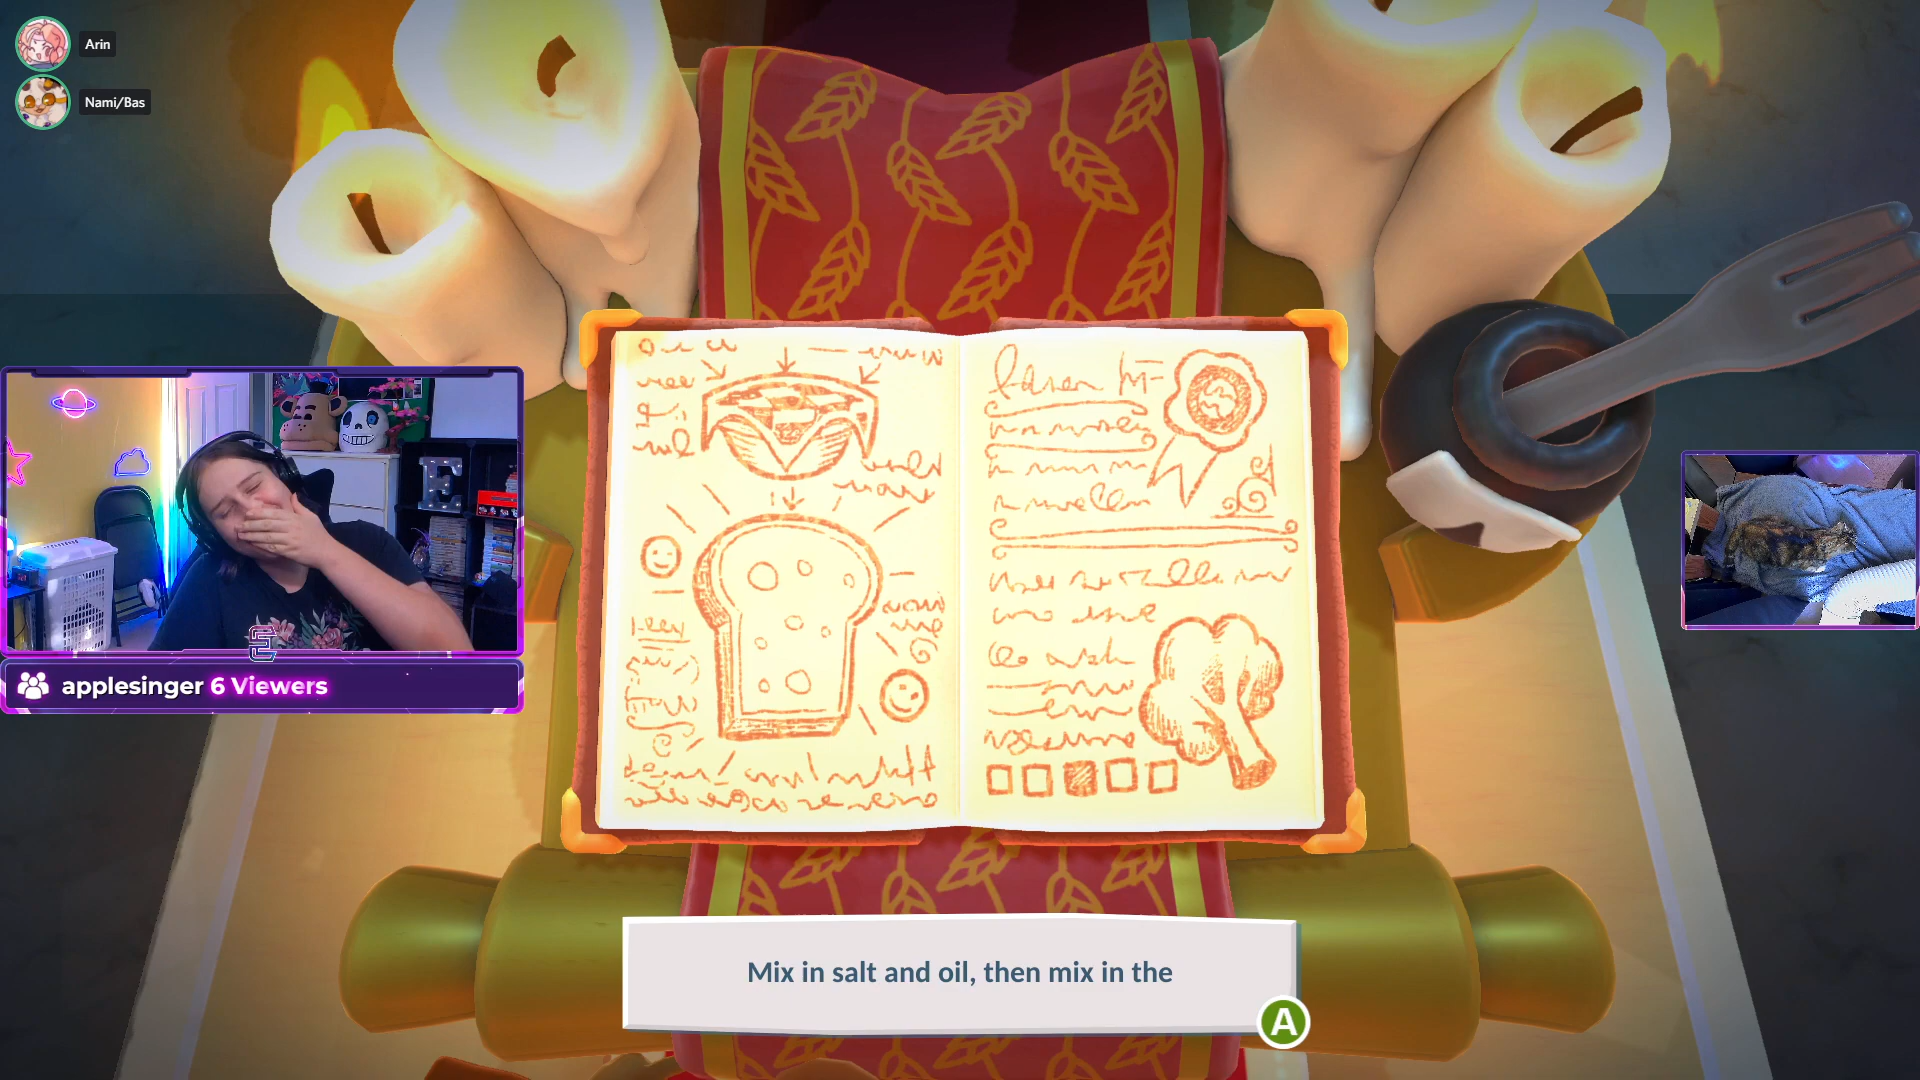 Arin
Nami/Bas
E
applesinger 6 Viewers
Mix in salt and oil, then mix in the
A